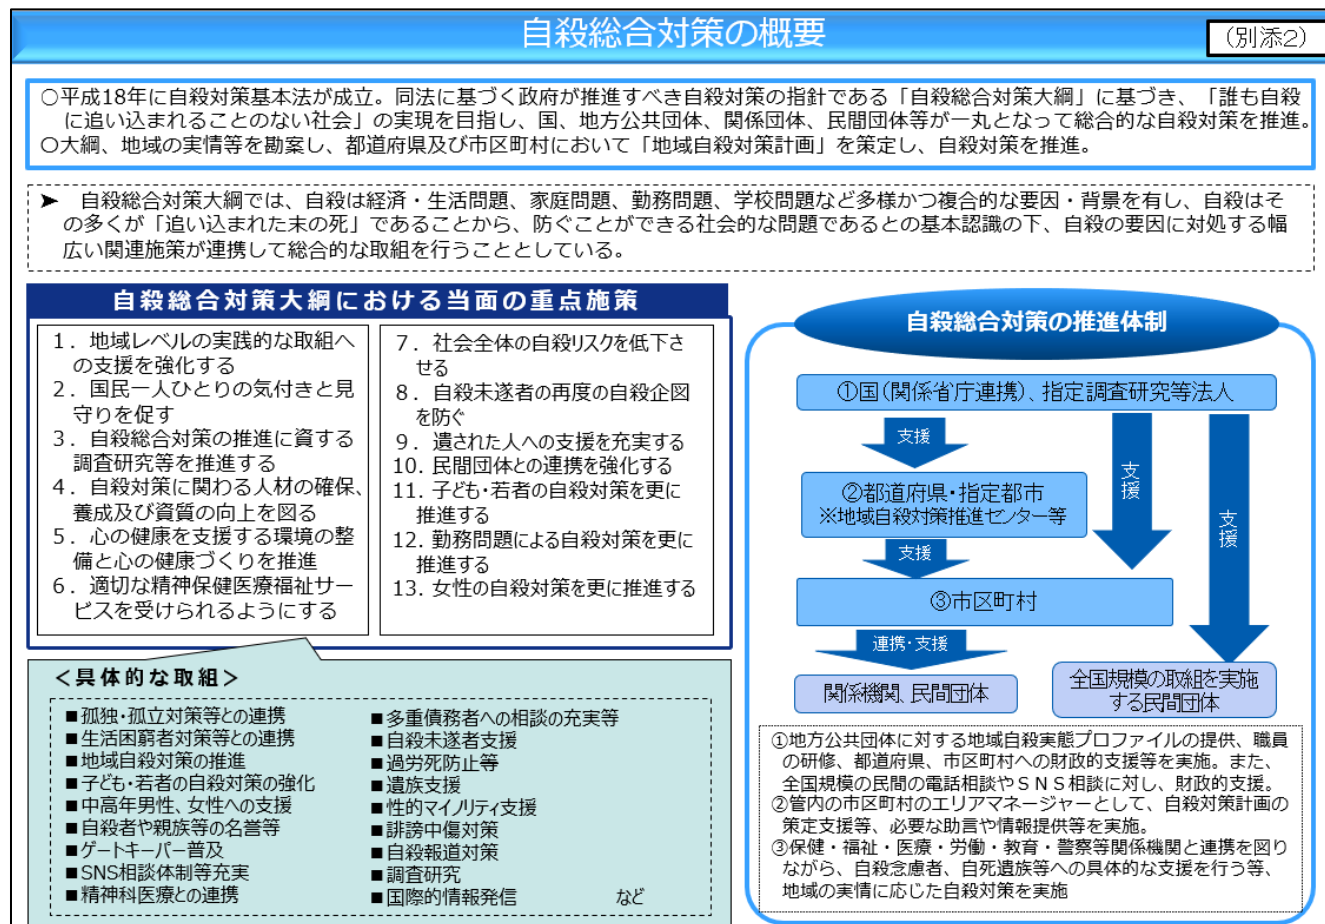 自殺総合対策の概要
(別添2)
○平成18年に自殺対策基本法が成立。同法に基づく政府が推進すべき自殺対策の指針である「自殺総合対策大綱」に基づき、「誰も自殺
に追い込まれることのない社会」の実現を目指し、国、地方公共団体、関係団体、民間団体等が一丸となって総合的な自殺対策を推進。
○大綱、地域の実情等を勘案し、都道府県及び市区町村において「地域自殺対策計画」を策定し、自殺対策を推進。
➤ 自殺総合対策大綱では、自殺は経済・生活問題、家庭問題、勤務問題、学校問題など多様かつ複合的な要因・背景を有し、自殺はそ
の多くが「追い込まれた末の死」であることから、防ぐことができる社会的な問題であるとの基本認識の下、自殺の要因に対処する幅
広い関連施策が連携して総合的な取組を行うこととしている。
自殺総合対策大綱における当面の重点施策
1．地域レベルの実践的な取組へ
の支援を強化する
2．国民一人ひとりの気付きと見
守りを促す
3．自殺総合対策の推進に資する
調査研究等を推進する
4．自殺対策に関わる人材の確保、
養成及び資質の向上を図る
5．心の健康を支援する環境の整
備と心の健康づくりを推進
6．適切な精神保健医療福祉サー
ビスを受けられるようにする
7．社会全体の自殺リスクを低下さ
せる
8．自殺未遂者の再度の自殺企図
を防ぐ
9．遺された人への支援を充実する
10．民間団体との連携を強化する
11．子ども・若者の自殺対策を更に
推進する
12．勤務問題による自殺対策を更に
推進する
13．女性の自殺対策を更に推進する
＜具体的な取組＞
■孤独・孤立対策等との連携
■生活困窮者対策等との連携
■地域自殺対策の推進
■子ども・若者の自殺対策の強化
■中高年男性、女性への支援
■自殺者や親族等の名誉等
■ゲートキーパー普及
■SNS相談体制等充実
■精神科医療との連携
■多重債務者への相談の充実等
■自殺未遂者支援
■過労死防止等
■遺族支援
■性的マイノリティ支援
■誹謗中傷対策
■自殺報道対策
■調査研究
■国際的情報発信 など
自殺総合対策の推進体制
①国（関係省庁連携）、指定調査研究等法人
支援
②都道府県・指定都市
※地域自殺対策推進センター等
支援
支援
支援
③市区町村
連携・支援
関係機関、民間団体
全国規模の取組を実施
する民間団体
①地方公共団体に対する地域自殺実態プロファイルの提供、職員
の研修、都道府県、市区町村への財政的支援等を実施。また、
全国規模の民間の電話相談やＳＮＳ相談に対し、財政的支援。
②管内の市区町村のエリアマネージャーとして、自殺対策計画の
策定支援等、必要な助言や情報提供等を実施。
③保健・福祉・医療・労働・教育・警察等関係機関と連携を図り
ながら、自殺念慮者、自死遺族等への具体的な支援を行う等、
地域の実情に応じた自殺対策を実施